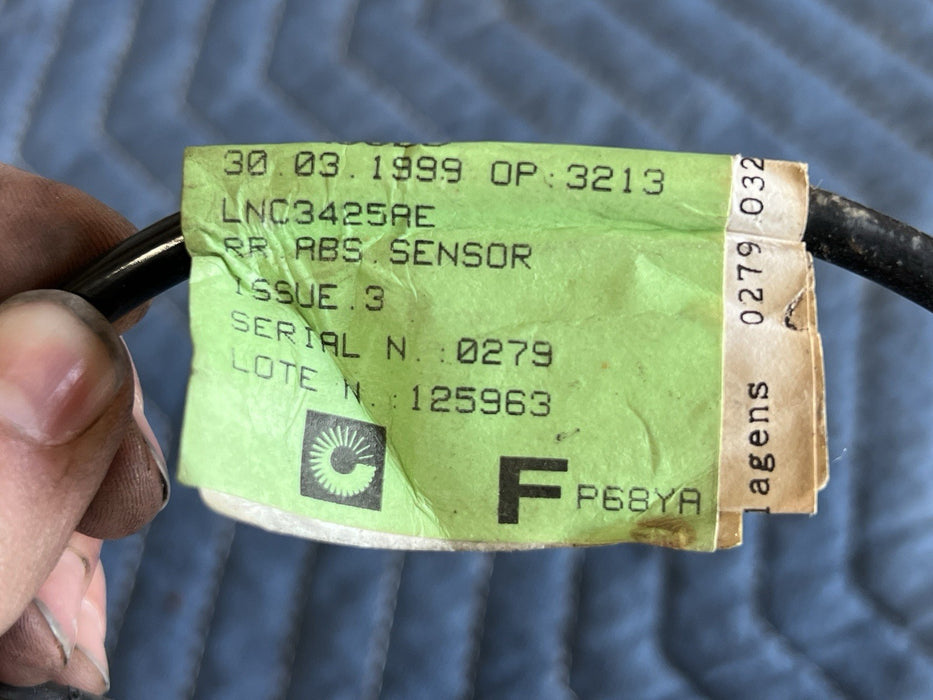 30.03.1999 OP.:3213
LNC3425AE
RR.ABS.SENSOR
ISSUE.3
SERIAL N.:0279
LOTE N.:125963
F P68YA
0279 032
lagens